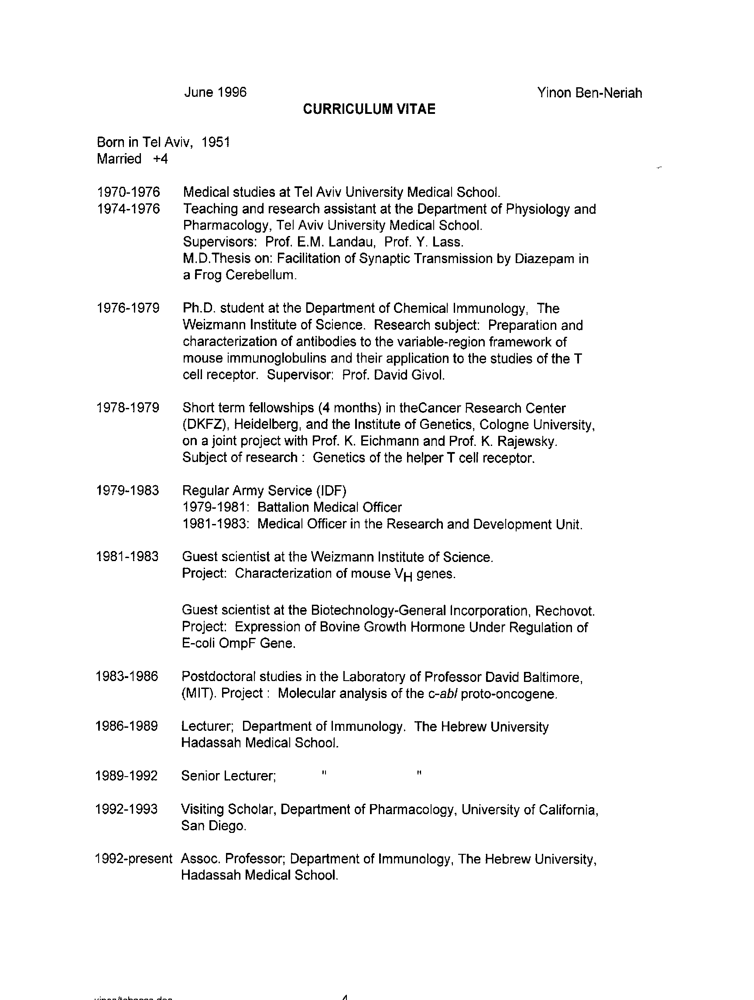 June 1996 Yinon Ben-Neriah
CURRICULUM VITAE
Born in Tel Aviv, 1951
Married +4
1970-1976 Medical studies at Tel Aviv University Medical School.
1974-1976 Teaching and research assistant at the Department of Physiology and
Pharmacology, Tel Aviv University Medical School.
Supervisors: Prof. E.M. Landau, Prof. Y. Lass.
M.D.Thesis on: Facilitation of Synaptic Transmission by Diazepam in
a Frog Cerebellum.
1976-1979 Ph.D. student at the Department of Chemical Immunology, The
Weizmann Institute of Science. Research subject: Preparation and
characterization of antibodies to the variable-region framework of
mouse immunoglobulins and their application to the studies of the T
cell receptor. Supervisor: Prof. David Givol.
1978-1979 Short term fellowships (4 months) in theCancer Research Center
(DKFZ), Heidelberg, and the Institute of Genetics, Cologne University,
on a joint project with Prof. K. Eichmann and Prof. K. Rajewsky.
Subject of research : Genetics of the helper T cell receptor.
1979-1983 Regular Army Service (IDF)
1979-1981: Battalion Medical Officer
1981-1983: Medical Officer in the Research and Development Unit.
1981-1983 Guest scientist at the Weizmann Institute of Science.
Project: Characterization of mouse VH genes.
Guest scientist at the Biotechnology-General Incorporation, Rechovot.
Project: Expression of Bovine Growth Hormone Under Regulation of
E-coli OmpF Gene.
1983-1986 Postdoctoral studies in the Laboratory of Professor David Baltimore,
(MIT). Project : Molecular analysis of the c-abl proto-oncogene.
1986-1989 Lecturer; Department of Immunology. The Hebrew University
Hadassah Medical School.
1989-1992 Senior Lecturer; " "
1992-1993 Visiting Scholar, Department of Pharmacology, University of California,
San Diego.
1992-present Assoc. Professor; Department of Immunology, The Hebrew University,
Hadassah Medical School.
4